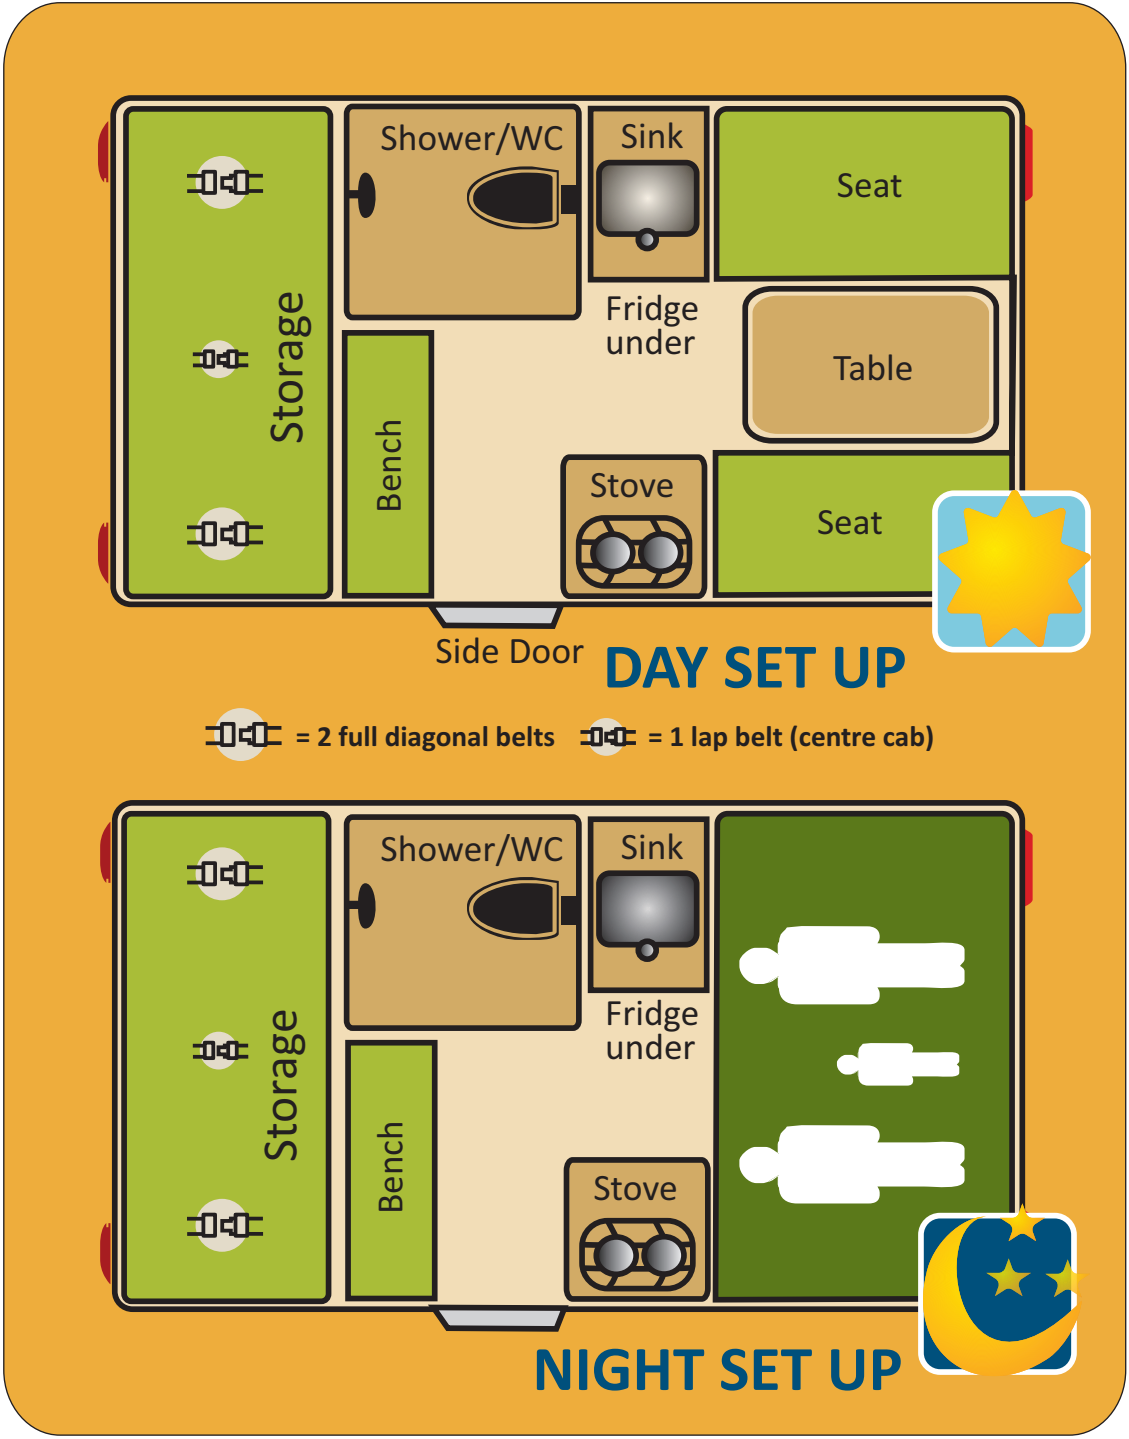 Shower/WC
Sink
Seat
Storage
Fridge
under
Table
Bench
Stove
Seat
Side Door
DAY SET UP
= 2 full diagonal belts
= 1 lap belt (centre cab)
Shower/WC
Sink
Storage
Fridge
under
Bench
Stove
NIGHT SET UP